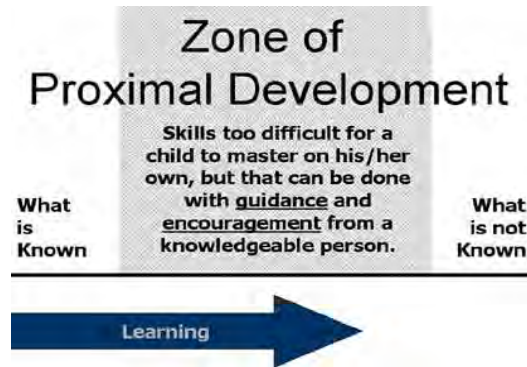 Zone of
Proximal Development
Skills too difficult for a
child to master on his/her
own, but that can be done
with guidance and
encouragement from a
knowledgeable person.
What
is
Known
What
is not
Known
Learning